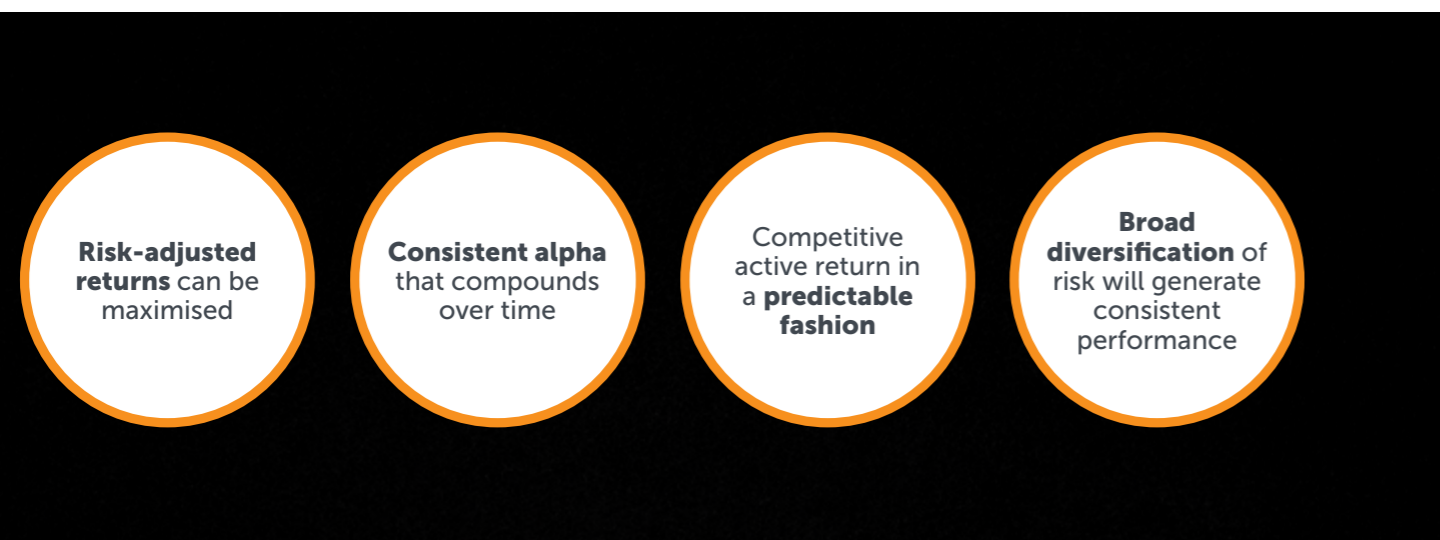 Risk-adjusted
returns can be
maximised
Consistent alpha
that compounds
over time
Competitive
active return in
a predictable
fashion
Broad
diversification of
risk will generate
consistent
performance